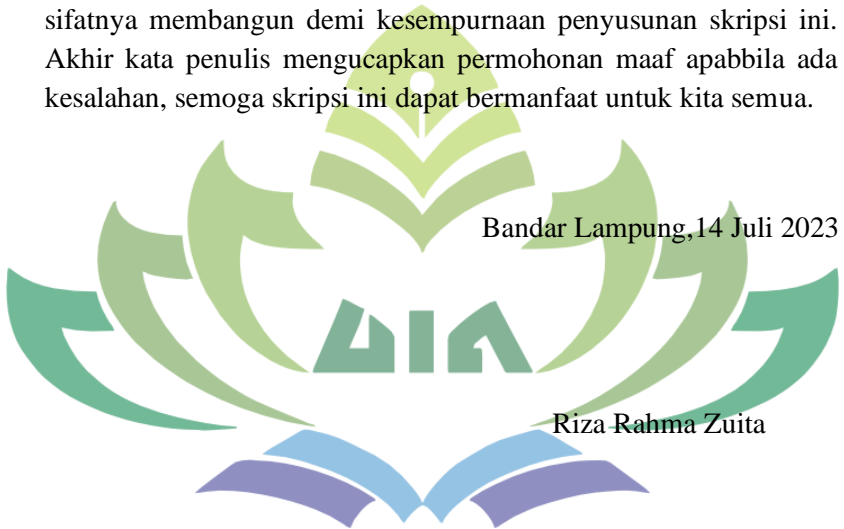 sifatnya membangun demi kesempurnaan penyusunan skripsi ini.
Akhir kata penulis mengucapkan permohonan maaf apabbila ada
kesalahan, semoga skripsi ini dapat bermanfaat untuk kita semua.
Bandar Lampung,14 Juli 2023
UIN
Riza Rahma Zuita